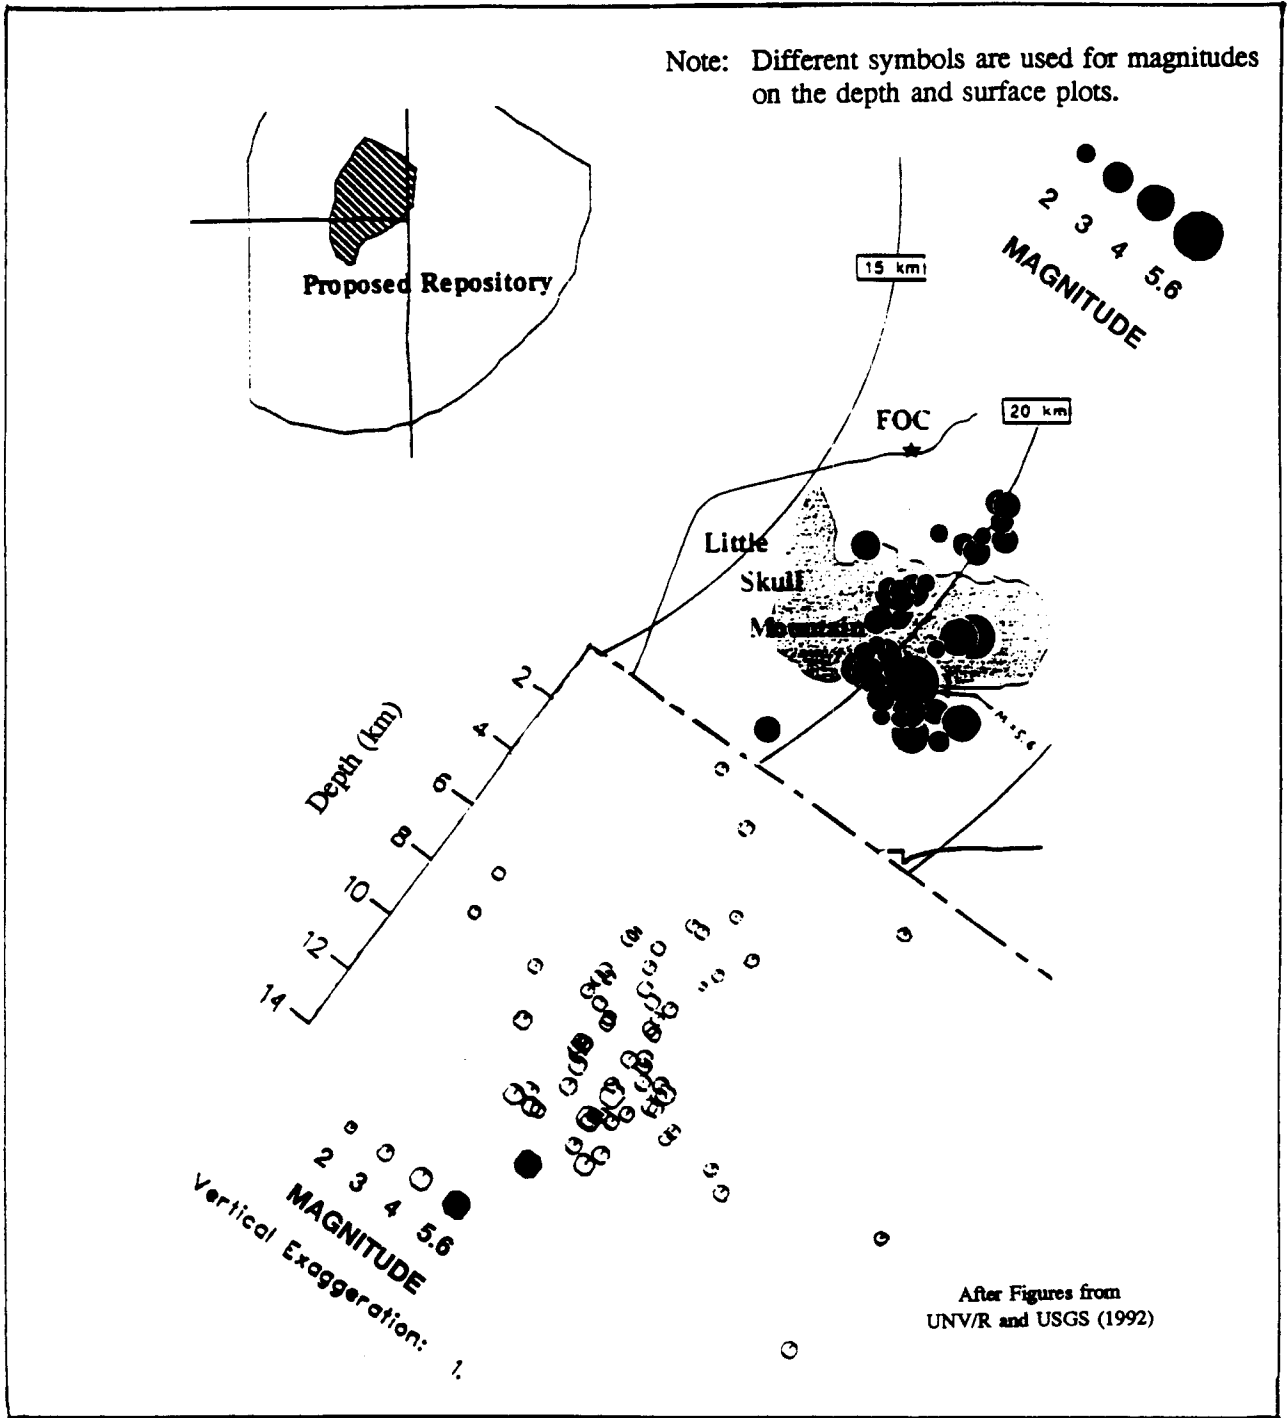 Note: Different symbols are used for magnitudes
on the depth and surface plots.
2 3 4 5.6
MAGNITUDE
15 km
Proposed Repository
FOC
20 km
Little
Skull
Mountain
M=5.6
Depth (km)
2
4
6
8
10
12
14
2 3 4 5.6
MAGNITUDE
Vertical Exaggeration: 1.
After Figures from
UNV/R and USGS (1992)